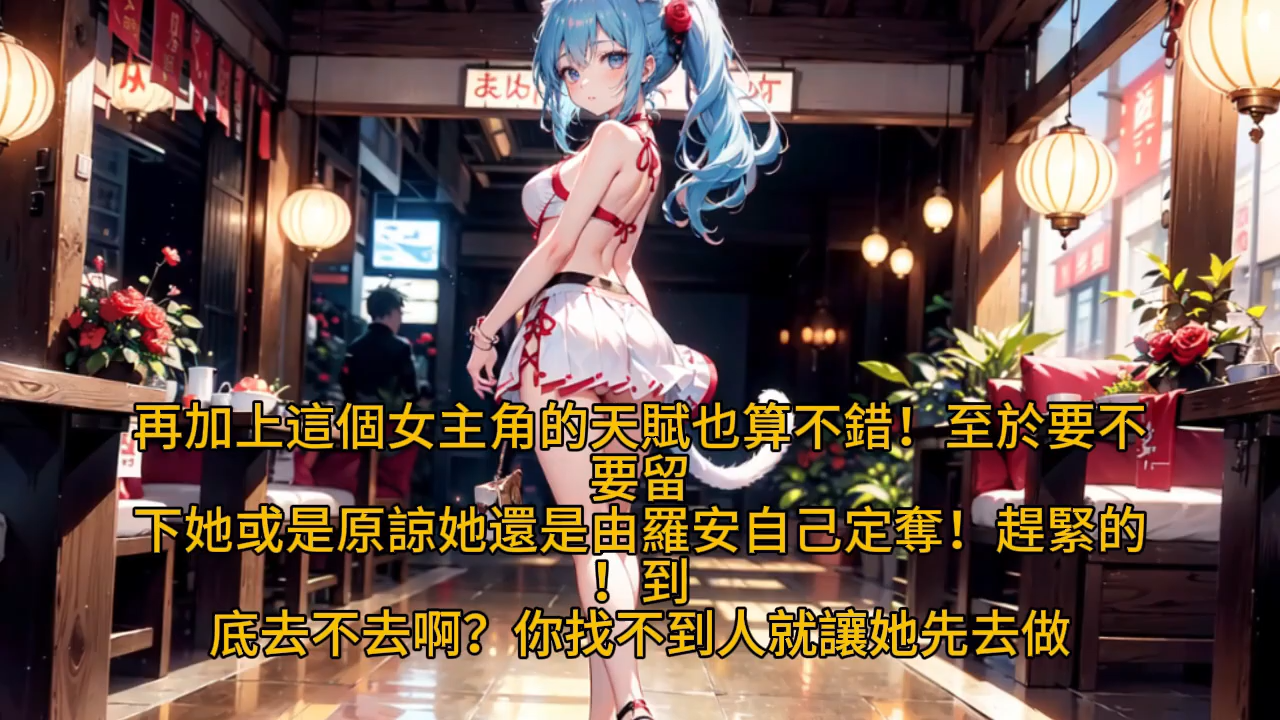 再加上這個女主角的天賦也算不錯！至於要不
要留
下她或是原諒她還是由羅安自己定奪！趕緊的
！到
底去不去啊？你找不到人就讓她先去做